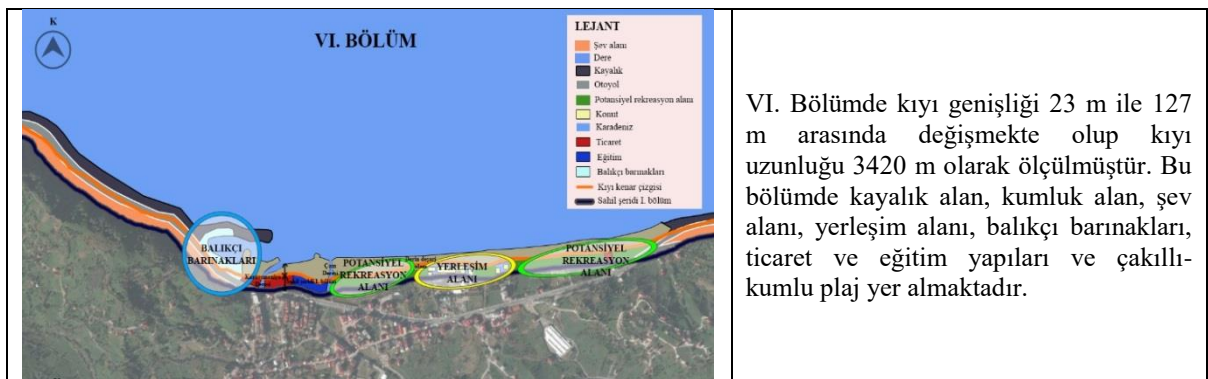 K
VI. BÖLÜM
LEJANT
Şev alanı
Dere
Kayalık
Otoyol
Potansiyel rekreasyon alanı
Konut
Karadeniz
Ticaret
Eğitim
Balıkçı barınakları
Kıyı kenar çizgisi
Sahil şeridi I. bölüm
BALIKÇI
BARINAKLARI
POTANSİYEL
REKREASYON
ALANI
YERLEŞİM
ALANI
POTANSİYEL
REKREASYON
ALANI
VI. Bölümde kıyı genişliği 23 m ile 127
m arasında değişmekte olup kıyı
uzunluğu 3420 m olarak ölçülmüştür. Bu
bölümde kayalık alan, kumluk alan, şev
alanı, yerleşim alanı, balıkçı barınakları,
ticaret ve eğitim yapıları ve çakıllı-
kumlu plaj yer almaktadır.